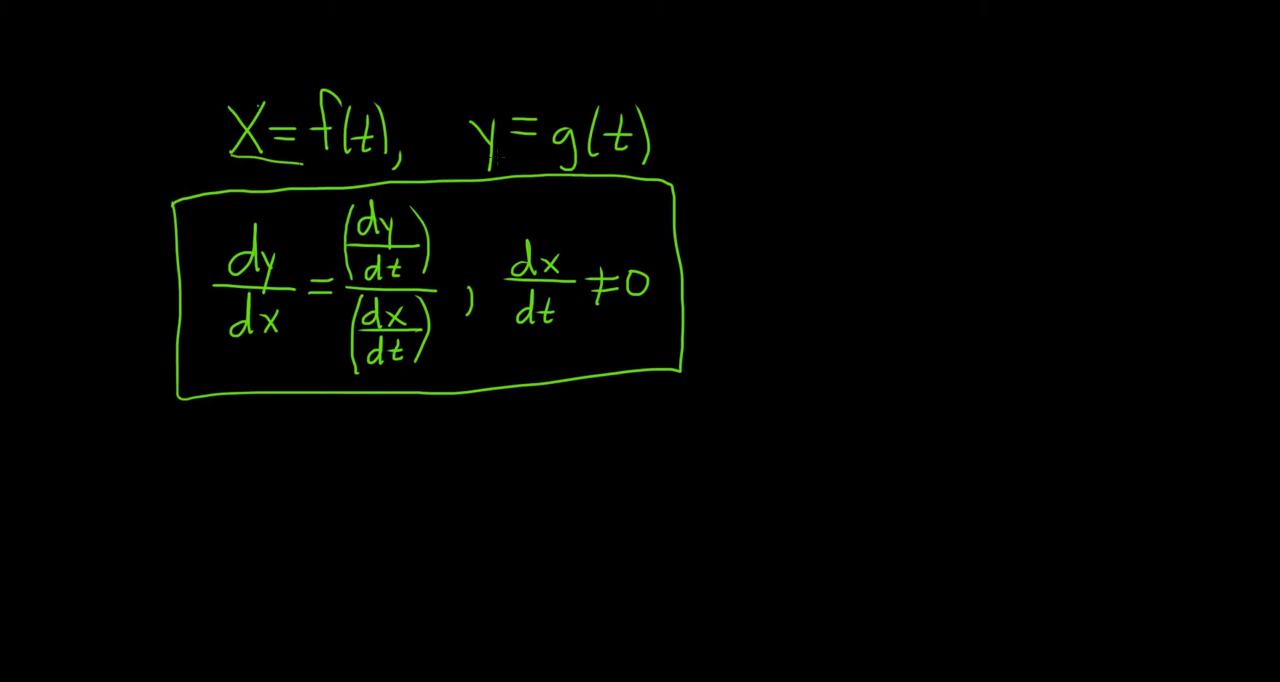 X = f(t), y = g(t)
dy/dx = (dy/dt)/(dx/dt), dx/dt ≠ 0